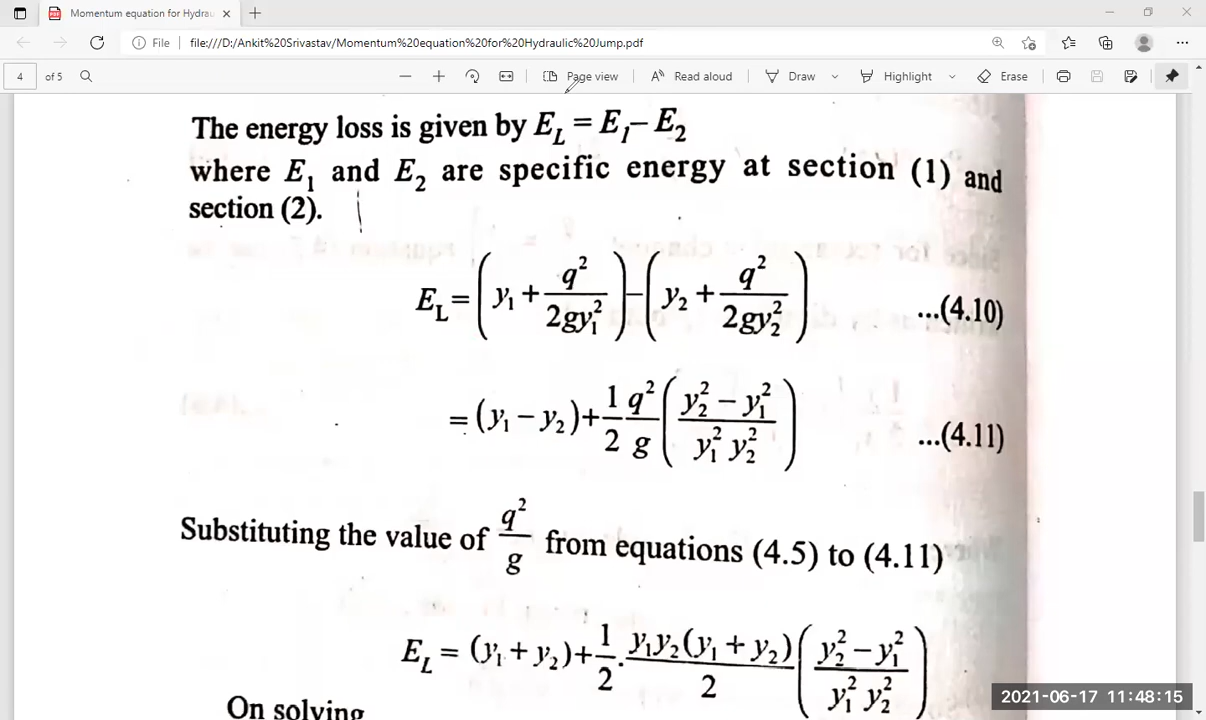 Momentum equation for Hydrau
File
file:///D:/Ankit%20Srivastav/Momentum%20equation%20for%20Hydraulic%20Jump.pdf
4 of 5
Page view
Read aloud
Draw
Highlight
Erase
The energy loss is given by E_L = E_1 − E_2
where E_1 and E_2 are specific energy at section (1) and
section (2).
E_L = (y_1 + q^2/2gy_1^2) − (y_2 + q^2/2gy_2^2) ...(4.10)
= (y_1 − y_2) + 1/2 q^2/g (y_2^2 − y_1^2 / y_1^2 y_2^2) ...(4.11)
Substituting the value of q^2/g from equations (4.5) to (4.11)
E_L = (y_1 + y_2) + 1/2 . y_1y_2(y_1 + y_2)/2 (y_2^2 − y_1^2 / y_1^2 y_2^2)
On solving
2021-06-17 11:48:15